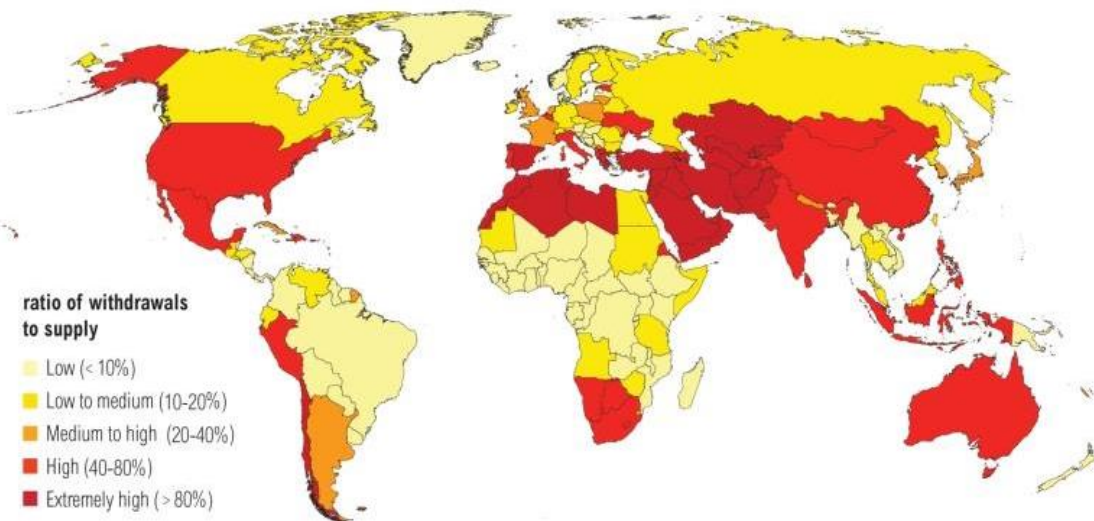 ratio of withdrawals
to supply
Low (< 10%)
Low to medium (10-20%)
Medium to high (20-40%)
High (40-80%)
Extremely high (> 80%)